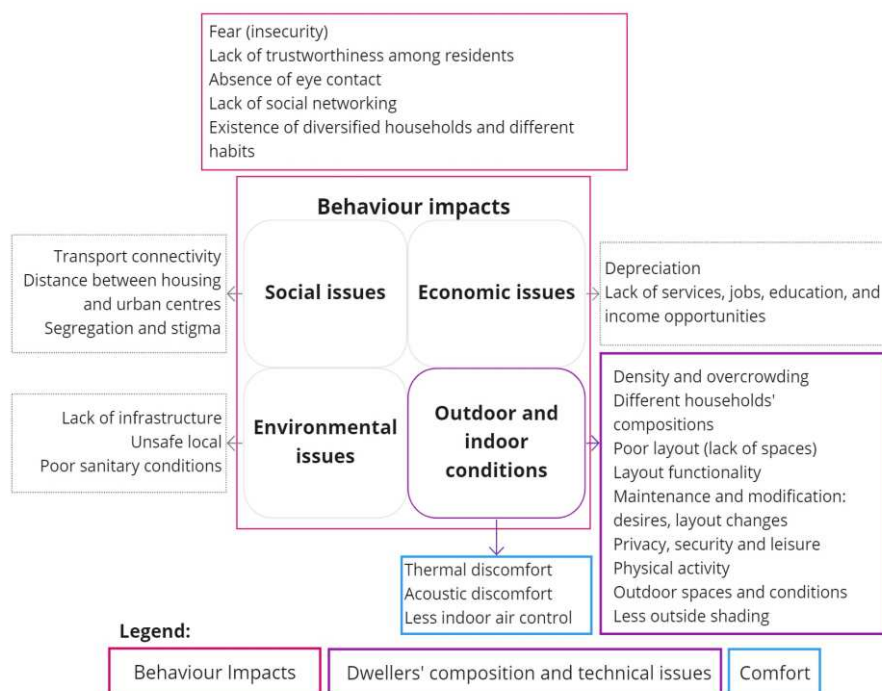 Fear (insecurity)
Lack of trustworthiness among residents
Absence of eye contact
Lack of social networking
Existence of diversified households and different
habits
Behaviour impacts
Transport connectivity
Distance between housing
and urban centres
Segregation and stigma
Social issues
Economic issues
Depreciation
Lack of services, jobs, education, and
income opportunities
Lack of infrastructure
Unsafe local
Poor sanitary conditions
Environmental
issues
Outdoor and
indoor
conditions
Density and overcrowding
Different households'
compositions
Poor layout (lack of spaces)
Layout functionality
Maintenance and modification:
desires, layout changes
Privacy, security and leisure
Physical activity
Outdoor spaces and conditions
Less outside shading
Thermal discomfort
Acoustic discomfort
Less indoor air control
Legend:
Behaviour Impacts
Dwellers' composition and technical issues
Comfort